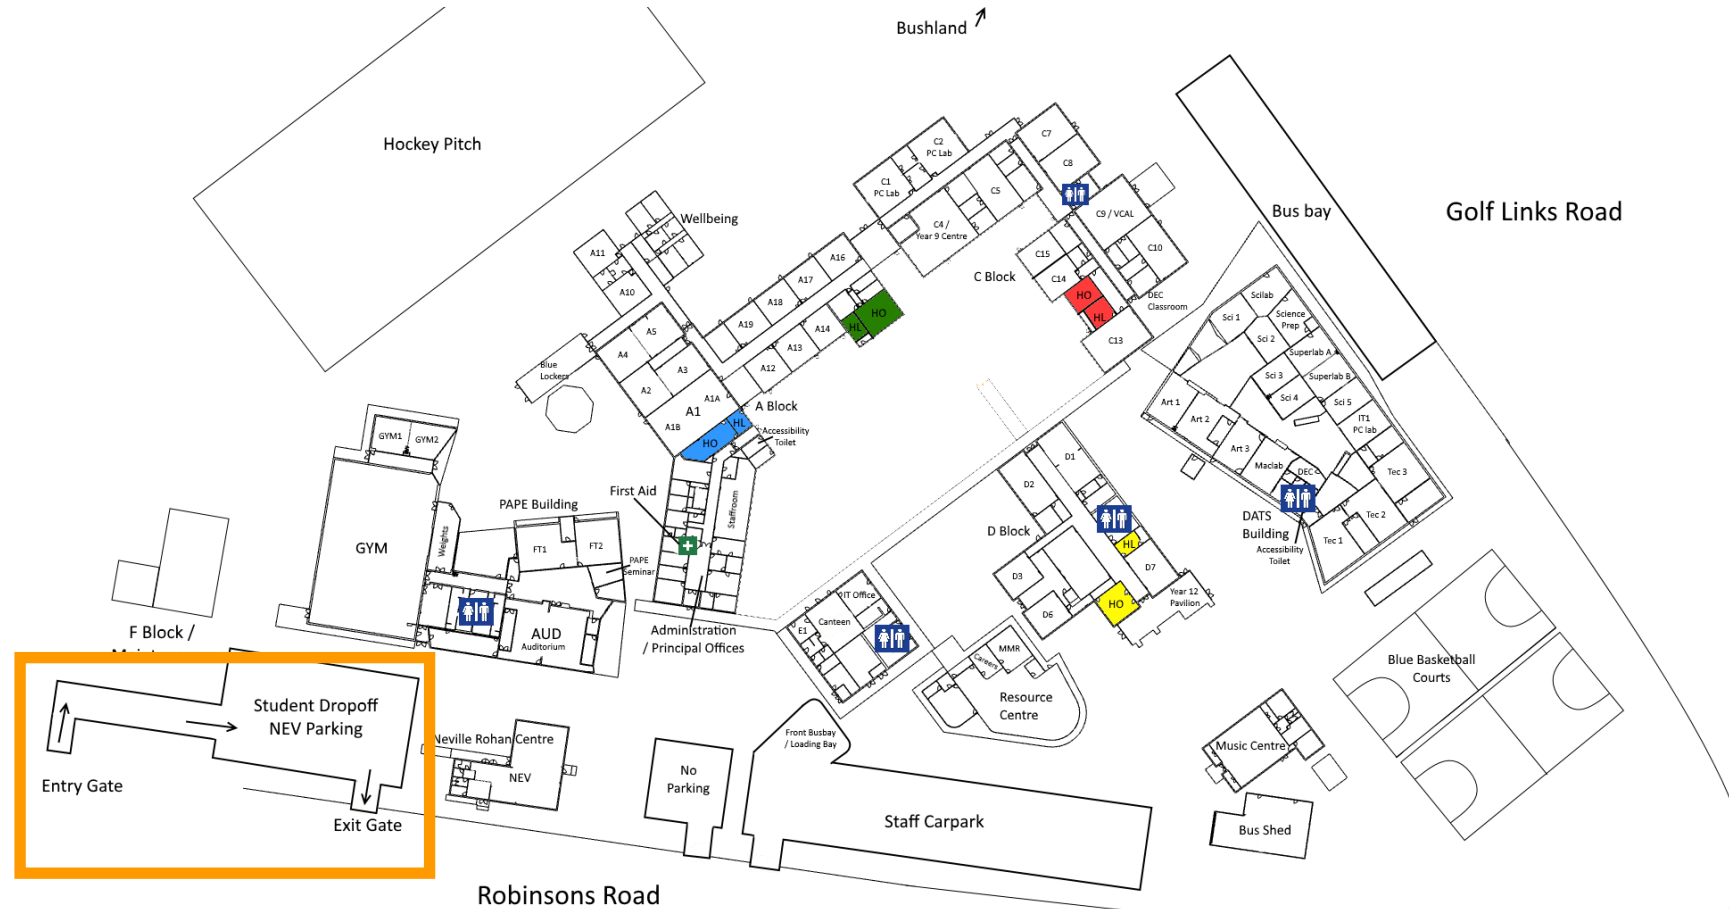 Bushland
Hockey Pitch
Golf Links Road
Bus bay
C7
C8
C2
PC Lab
C1
PC Lab
C5
C4 /
Year 9 Centre
C9 / VCAL
C10
C15
C14
C Block
HO
HL
C13
DEC
Classroom
Wellbeing
A11
A10
A16
A17
A18
A19
A14
A13
A12
HO
HL
A5
A4
A3
A2
A1A
A1
A1B
HL
HO
A Block
Accessibility
Toilet
Blue
Lockers
Scilab
Sci 1
Science
Prep
Sci 2
Superlab A
Sci 3
Superlab B
Sci 4
Sci 5
IT1
PC lab
Art 1
Art 2
Art 3
Maclab
DEC
Tec 3
Tec 2
Tec 1
DATS
Building
Accessibility
Toilet
GYM1
GYM2
GYM
Weights
PAPE Building
FT1
FT2
PAPE
Seminar
AUD
Auditorium
First Aid
Staffroom
Administration
/ Principal Offices
D1
D2
D Block
D3
D6
HL
D7
HO
Year 12
Pavilion
IT Office
Canteen
E1
MMR
Careers
Resource
Centre
F Block /
Student Dropoff
NEV Parking
Entry Gate
Exit Gate
Neville Rohan Centre
NEV
No
Parking
Front Busbay
/ Loading Bay
Staff Carpark
Music Centre
Bus Shed
Blue Basketball
Courts
Robinsons Road